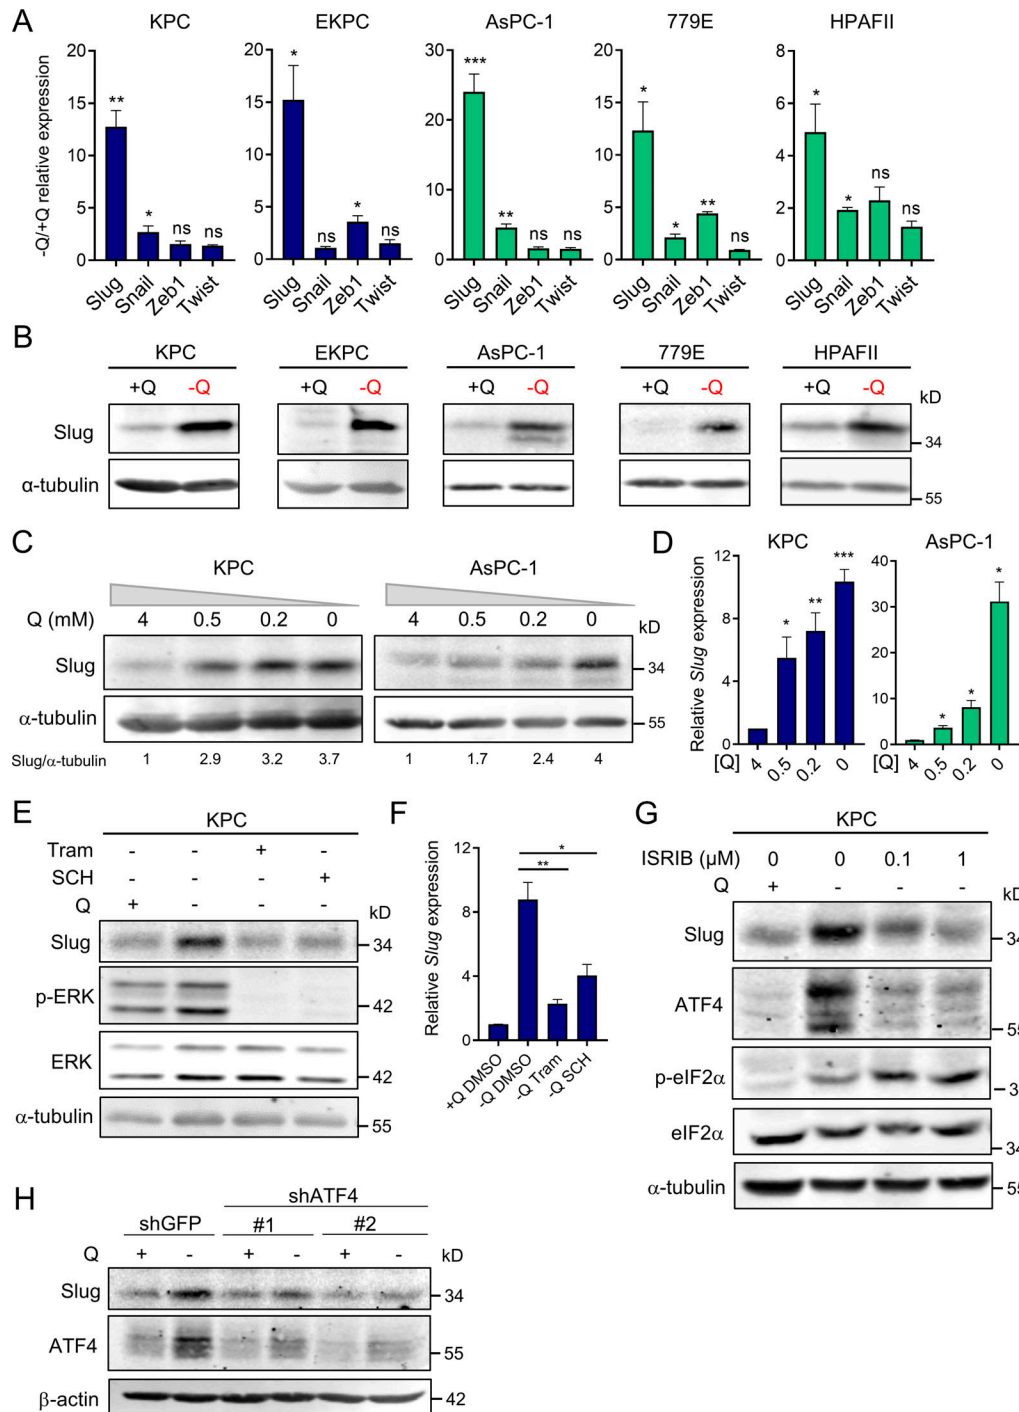 A
KPC EKPC AsPC-1 779E HPAFII
-Q/+Q relative expression
20 15 10 5 0
** * ns ns
Slug Snail Zeb1 Twist
20 15 10 5 0
* ns * ns
Slug Snail Zeb1 Twist
30 20 10 0
*** ** ns ns
Slug Snail Zeb1 Twist
20 15 10 5 0
* * ** ns
Slug Snail Zeb1 Twist
8 6 4 2 0
* * ns ns
Slug Snail Zeb1 Twist
B
KPC EKPC AsPC-1 779E HPAFII
+Q -Q +Q -Q +Q -Q +Q -Q +Q -Q kD
Slug 34
α-tubulin 55
C
KPC AsPC-1
Q (mM) 4 0.5 0.2 0 4 0.5 0.2 0 kD
Slug 34
α-tubulin 55
Slug/α-tubulin 1 2.9 3.2 3.7 1 1.7 2.4 4
D
KPC AsPC-1
Relative Slug expression
12 8 4 0
* ** ***
[Q] 4 0.5 0.2 0
40 30 20 10 0
* * *
[Q] 4 0.5 0.2 0
E
KPC
Tram - - + -
SCH - - - +
Q + - - - kD
Slug 34
p-ERK 42
ERK 42
α-tubulin 55
F
Relative Slug expression
12 8 4 0
*
**
+Q DMSO -Q DMSO -Q Tram -Q SCH
G
KPC
ISRIB (µM) 0 0 0.1 1
Q + - - - kD
Slug 34
ATF4 55
p-eIF2α
eIF2α 34
α-tubulin 55
H
shATF4
shGFP #1 #2
Q + - + - + - kD
Slug 34
ATF4 55
β-actin 42